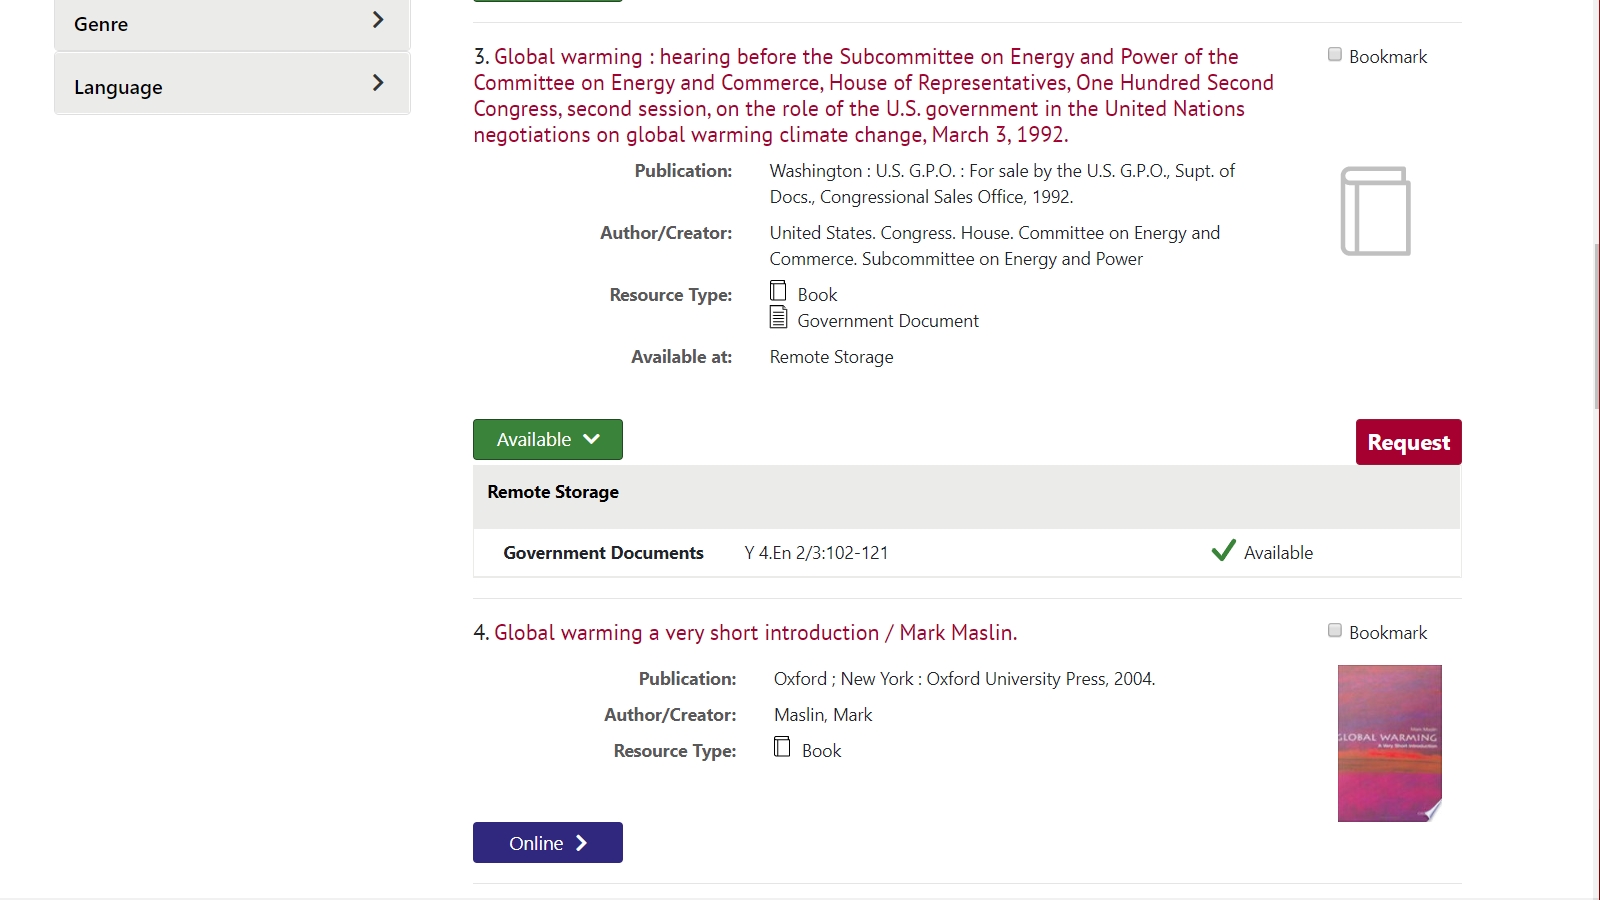 Genre
Language
3. Global warming : hearing before the Subcommittee on Energy and Power of the
Committee on Energy and Commerce, House of Representatives, One Hundred Second
Congress, second session, on the role of the U.S. government in the United Nations
negotiations on global warming climate change, March 3, 1992.
Bookmark
Publication: Washington : U.S. G.P.O. : For sale by the U.S. G.P.O., Supt. of
Docs., Congressional Sales Office, 1992.
Author/Creator: United States. Congress. House. Committee on Energy and
Commerce. Subcommittee on Energy and Power
Resource Type: Book
Government Document
Available at: Remote Storage
Available
Request
Remote Storage
Government Documents Y 4.En 2/3:102-121 Available
4. Global warming a very short introduction / Mark Maslin.
Bookmark
Publication: Oxford ; New York : Oxford University Press, 2004.
Author/Creator: Maslin, Mark
Resource Type: Book
GLOBAL WARMING
A Very Short Introduction
Online